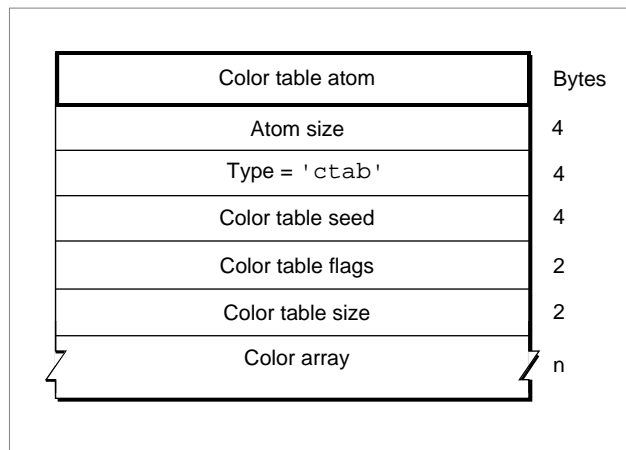 Color table atom Bytes
Atom size 4
Type = 'ctab' 4
Color table seed 4
Color table flags 2
Color table size 2
Color array n